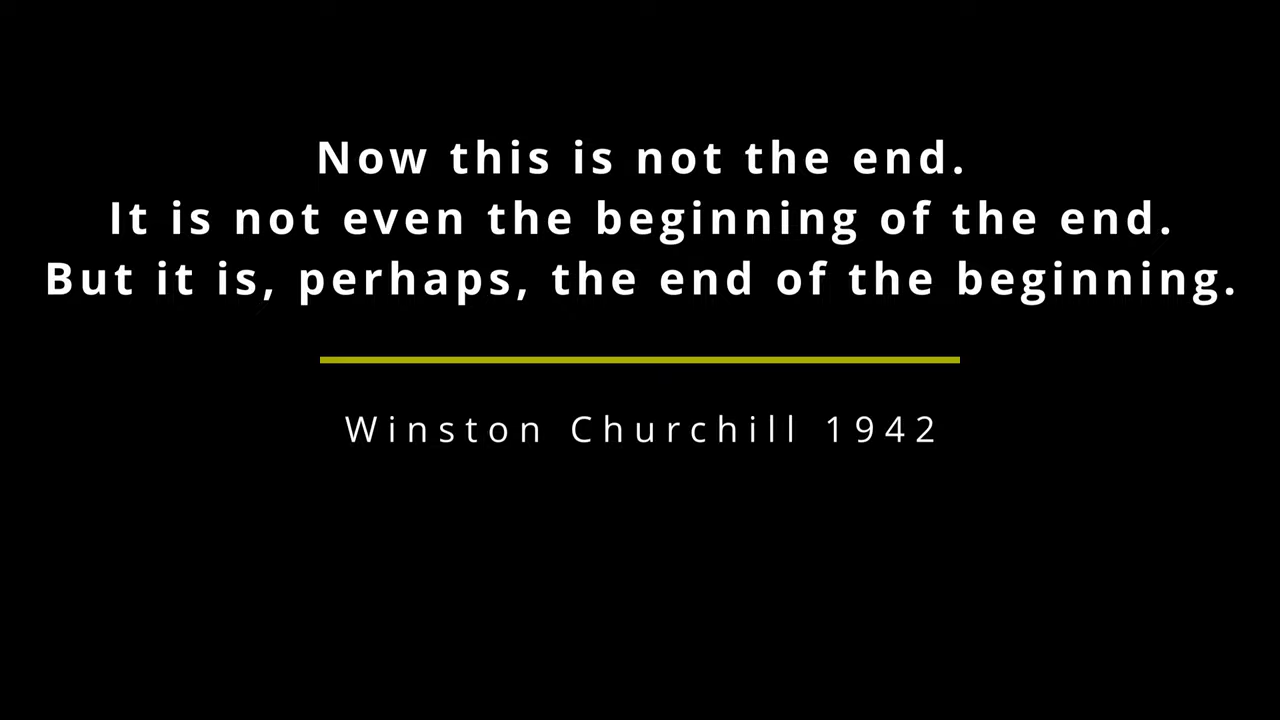 Now this is not the end.
It is not even the beginning of the end.
But it is, perhaps, the end of the beginning.
Winston Churchill 1942